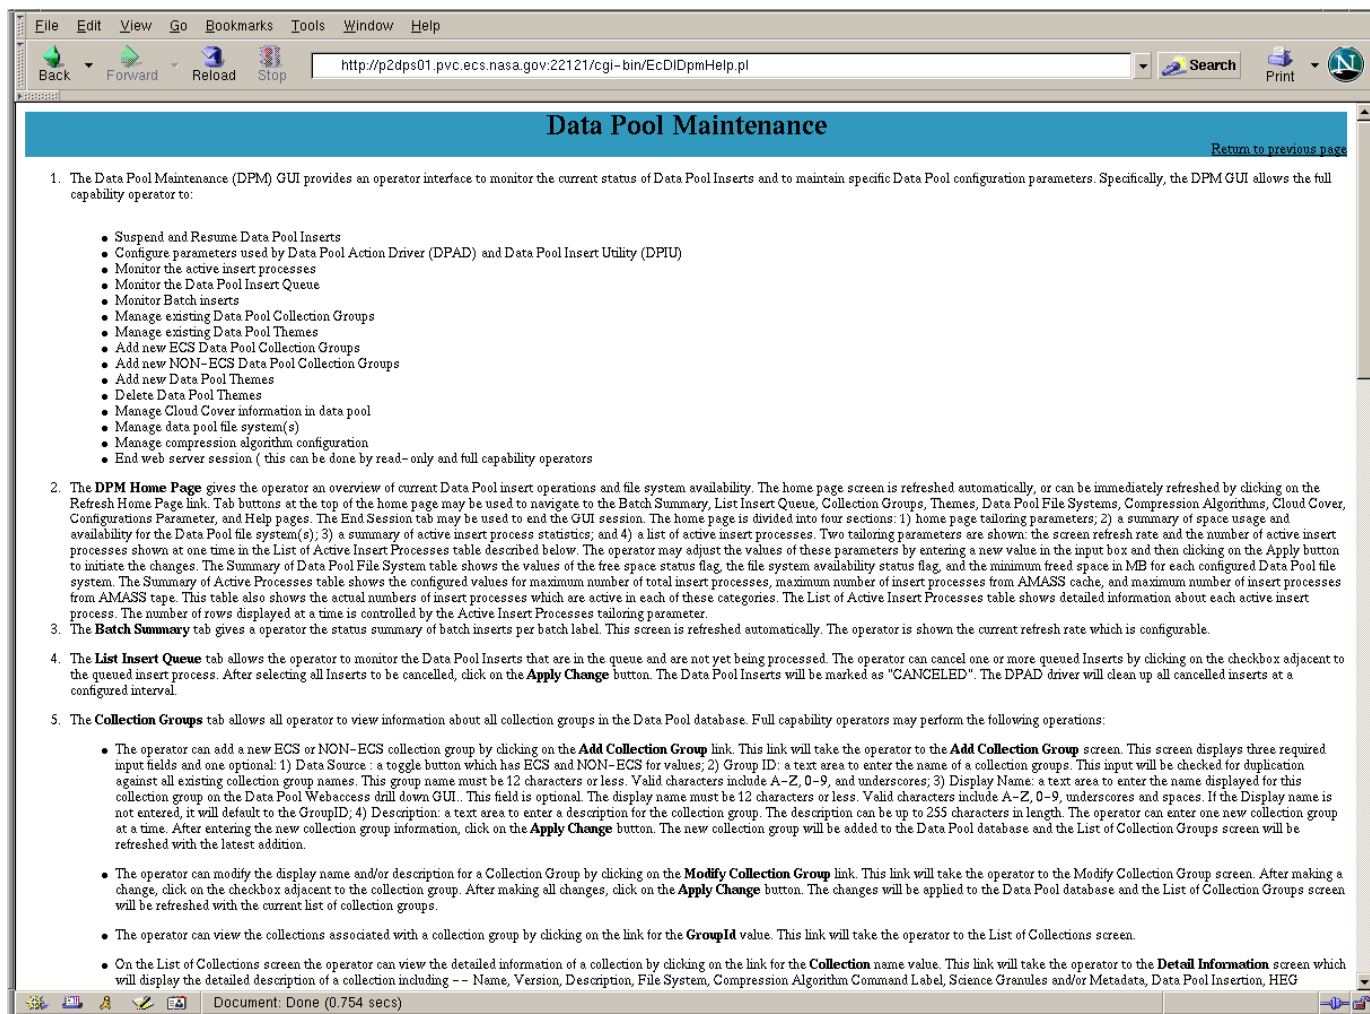 File Edit View Go Bookmarks Tools Window Help
Back Forward Reload Stop http://p2dps01.pvc.ecs.nasa.gov:22121/cgi-bin/EcDlDpmHelp.pl Search Print N
Data Pool Maintenance
Return to previous page
1. The Data Pool Maintenance (DPM) GUI provides an operator interface to monitor the current status of Data Pool Inserts and to maintain specific Data Pool configuration parameters. Specifically, the DPM GUI allows the full
capability operator to:
● Suspend and Resume Data Pool Inserts
● Configure parameters used by Data Pool Action Driver (DPAD) and Data Pool Insert Utility (DPIU)
● Monitor the active insert processes
● Monitor the Data Pool Insert Queue
● Monitor Batch inserts
● Manage existing Data Pool Collection Groups
● Manage existing Data Pool Themes
● Add new ECS Data Pool Collection Groups
● Add new NON-ECS Data Pool Collection Groups
● Add new Data Pool Themes
● Delete Data Pool Themes
● Manage Cloud Cover information in data pool
● Manage data pool file system(s)
● Manage compression algorithm configuration
● End web server session ( this can be done by read-only and full capability operators
2. The DPM Home Page gives the operator an overview of current Data Pool insert operations and file system availability. The home page screen is refreshed automatically, or can be immediately refreshed by clicking on the
Refresh Home Page link. Tab buttons at the top of the home page may be used to navigate to the Batch Summary, List Insert Queue, Collection Groups, Themes, Data Pool File Systems, Compression Algorithms, Cloud Cover,
Configurations Parameter, and Help pages. The End Session tab may be used to end the GUI session. The home page is divided into four sections: 1) home page tailoring parameters; 2) a summary of space usage and
availability for the Data Pool file system(s); 3) a summary of active insert process statistics; and 4) a list of active insert processes. Two tailoring parameters are shown: the screen refresh rate and the number of active insert
processes shown at one time in the List of Active Insert Processes table described below. The operator may adjust the values of these parameters by entering a new value in the input box and then clicking on the Apply button
to initiate the changes. The Summary of Data Pool File System table shows the values of the free space status flag, the file system availability status flag, and the minimum freed space in MB for each configured Data Pool file
system. The Summary of Active Processes table shows the configured values for maximum number of total insert processes, maximum number of insert processes from AMASS cache, and maximum number of insert processes
from AMASS tape. This table also shows the actual numbers of insert processes which are active in each of these categories. The List of Active Insert Processes table shows detailed information about each active insert
process. The number of rows displayed at a time is controlled by the Active Insert Processes tailoring parameter.
3. The Batch Summary tab gives a operator the status summary of batch inserts per batch label. This screen is refreshed automatically. The operator is shown the current refresh rate which is configurable.
4. The List Insert Queue tab allows the operator to monitor the Data Pool Inserts that are in the queue and are not yet being processed. The operator can cancel one or more queued Inserts by clicking on the checkbox adjacent to
the queued insert process. After selecting all Inserts to be cancelled, click on the Apply Change button. The Data Pool Inserts will be marked as "CANCELED". The DPAD driver will clean up all cancelled inserts at a
configured interval.
5. The Collection Groups tab allows all operator to view information about all collection groups in the Data Pool database. Full capability operators may perform the following operations:
● The operator can add a new ECS or NON-ECS collection group by clicking on the Add Collection Group link. This link will take the operator to the Add Collection Group screen. This screen displays three required
input fields and one optional: 1) Data Source : a toggle button which has ECS and NON-ECS for values; 2) Group ID: a text area to enter the name of a collection groups. This input will be checked for duplication
against all existing collection group names. This group name must be 12 characters or less. Valid characters include A-Z, 0-9, and underscores; 3) Display Name: a text area to enter the name displayed for this
collection group on the Data Pool Webaccess drill down GUI.. This field is optional. The display name must be 12 characters or less. Valid characters include A-Z, 0-9, underscores and spaces. If the Display name is
not entered, it will default to the GroupID; 4) Description: a text area to enter a description for the collection group. The description can be up to 255 characters in length. The operator can enter one new collection group
at a time. After entering the new collection group information, click on the Apply Change button. The new collection group will be added to the Data Pool database and the List of Collection Groups screen will be
refreshed with the latest addition.
● The operator can modify the display name and/or description for a Collection Group by clicking on the Modify Collection Group link. This link will take the operator to the Modify Collection Group screen. After making a
change, click on the checkbox adjacent to the collection group. After making all changes, click on the Apply Change button. The changes will be applied to the Data Pool database and the List of Collection Groups screen
will be refreshed with the current list of collection groups.
● The operator can view the collections associated with a collection group by clicking on the link for the GroupId value. This link will take the operator to the List of Collections screen.
● On the List of Collections screen the operator can view the detailed information of a collection by clicking on the link for the Collection name value. This link will take the operator to the Detail Information screen which
will display the detailed description of a collection including -- Name, Version, Description, File System, Compression Algorithm Command Label, Science Granules and/or Metadata, Data Pool Insertion, HEG
Document: Done (0.754 secs)